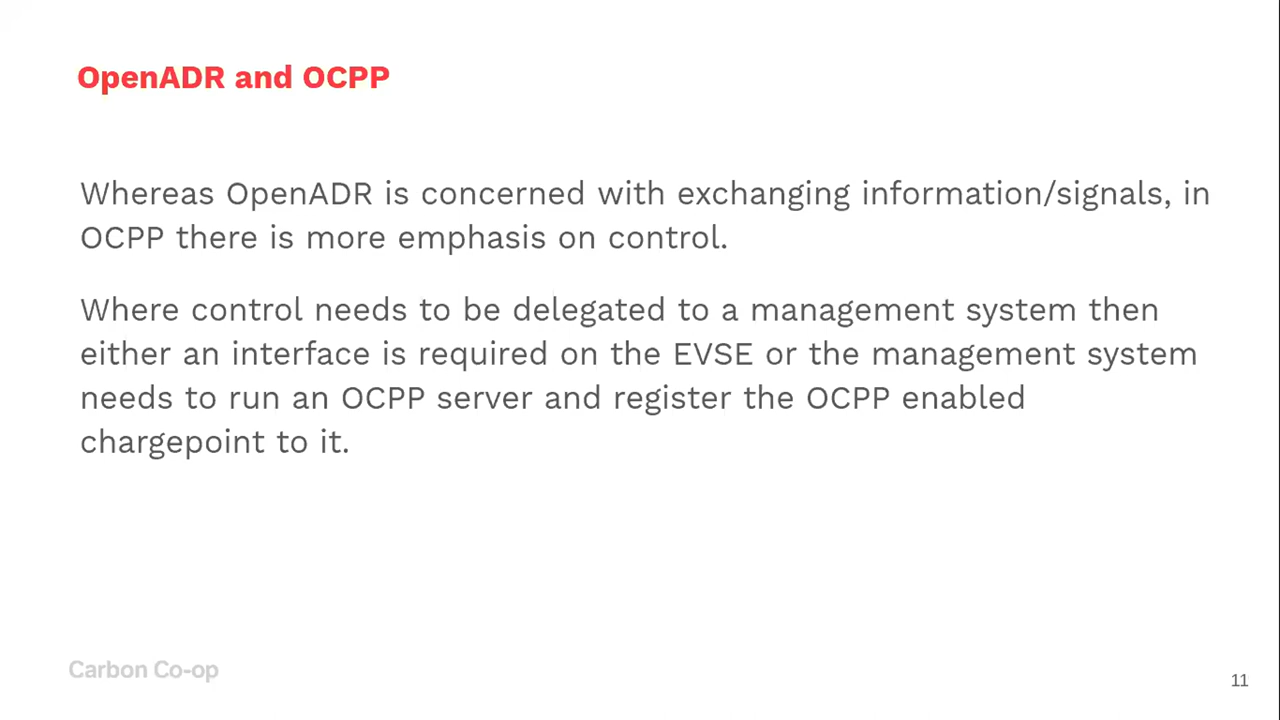 OpenADR and OCPP
Whereas OpenADR is concerned with exchanging information/signals, in
OCPP there is more emphasis on control.
Where control needs to be delegated to a management system then
either an interface is required on the EVSE or the management system
needs to run an OCPP server and register the OCPP enabled
chargepoint to it.
Carbon Co-op
11